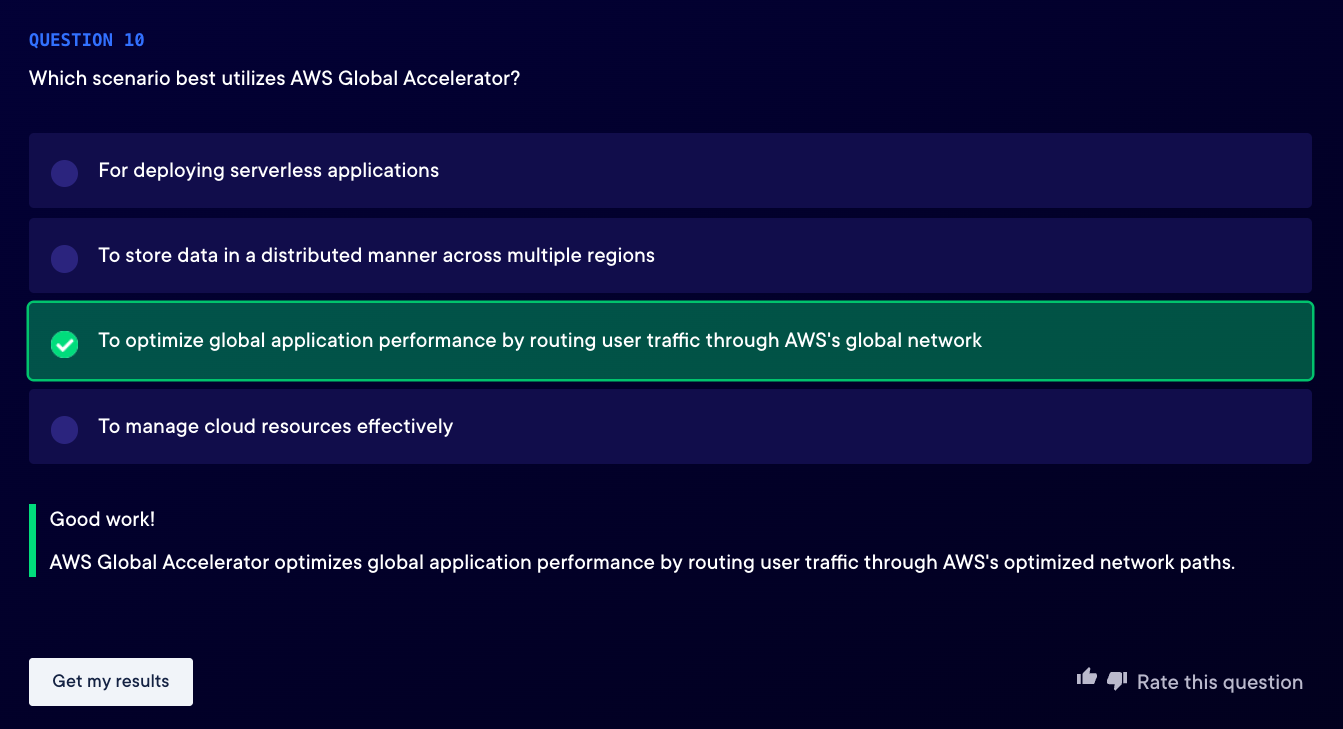 QUESTION 10
Which scenario best utilizes AWS Global Accelerator?
For deploying serverless applications
To store data in a distributed manner across multiple regions
To optimize global application performance by routing user traffic through AWS's global network
To manage cloud resources effectively
Good work!
AWS Global Accelerator optimizes global application performance by routing user traffic through AWS's optimized network paths.
Get my results
Rate this question